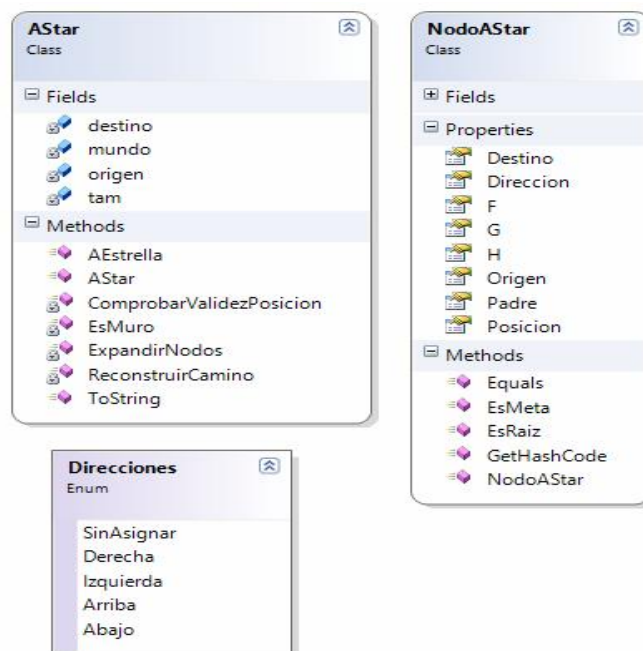 AStar
Class
Fields
destino
mundo
origen
tam
Methods
AEstrella
AStar
ComprobarValidezPosicion
EsMuro
ExpandirNodos
ReconstruirCamino
ToString
NodoAStar
Class
Fields
Properties
Destino
Direccion
F
G
H
Origen
Padre
Posicion
Methods
Equals
EsMeta
EsRaiz
GetHashCode
NodoAStar
Direcciones
Enum
SinAsignar
Derecha
Izquierda
Arriba
Abajo